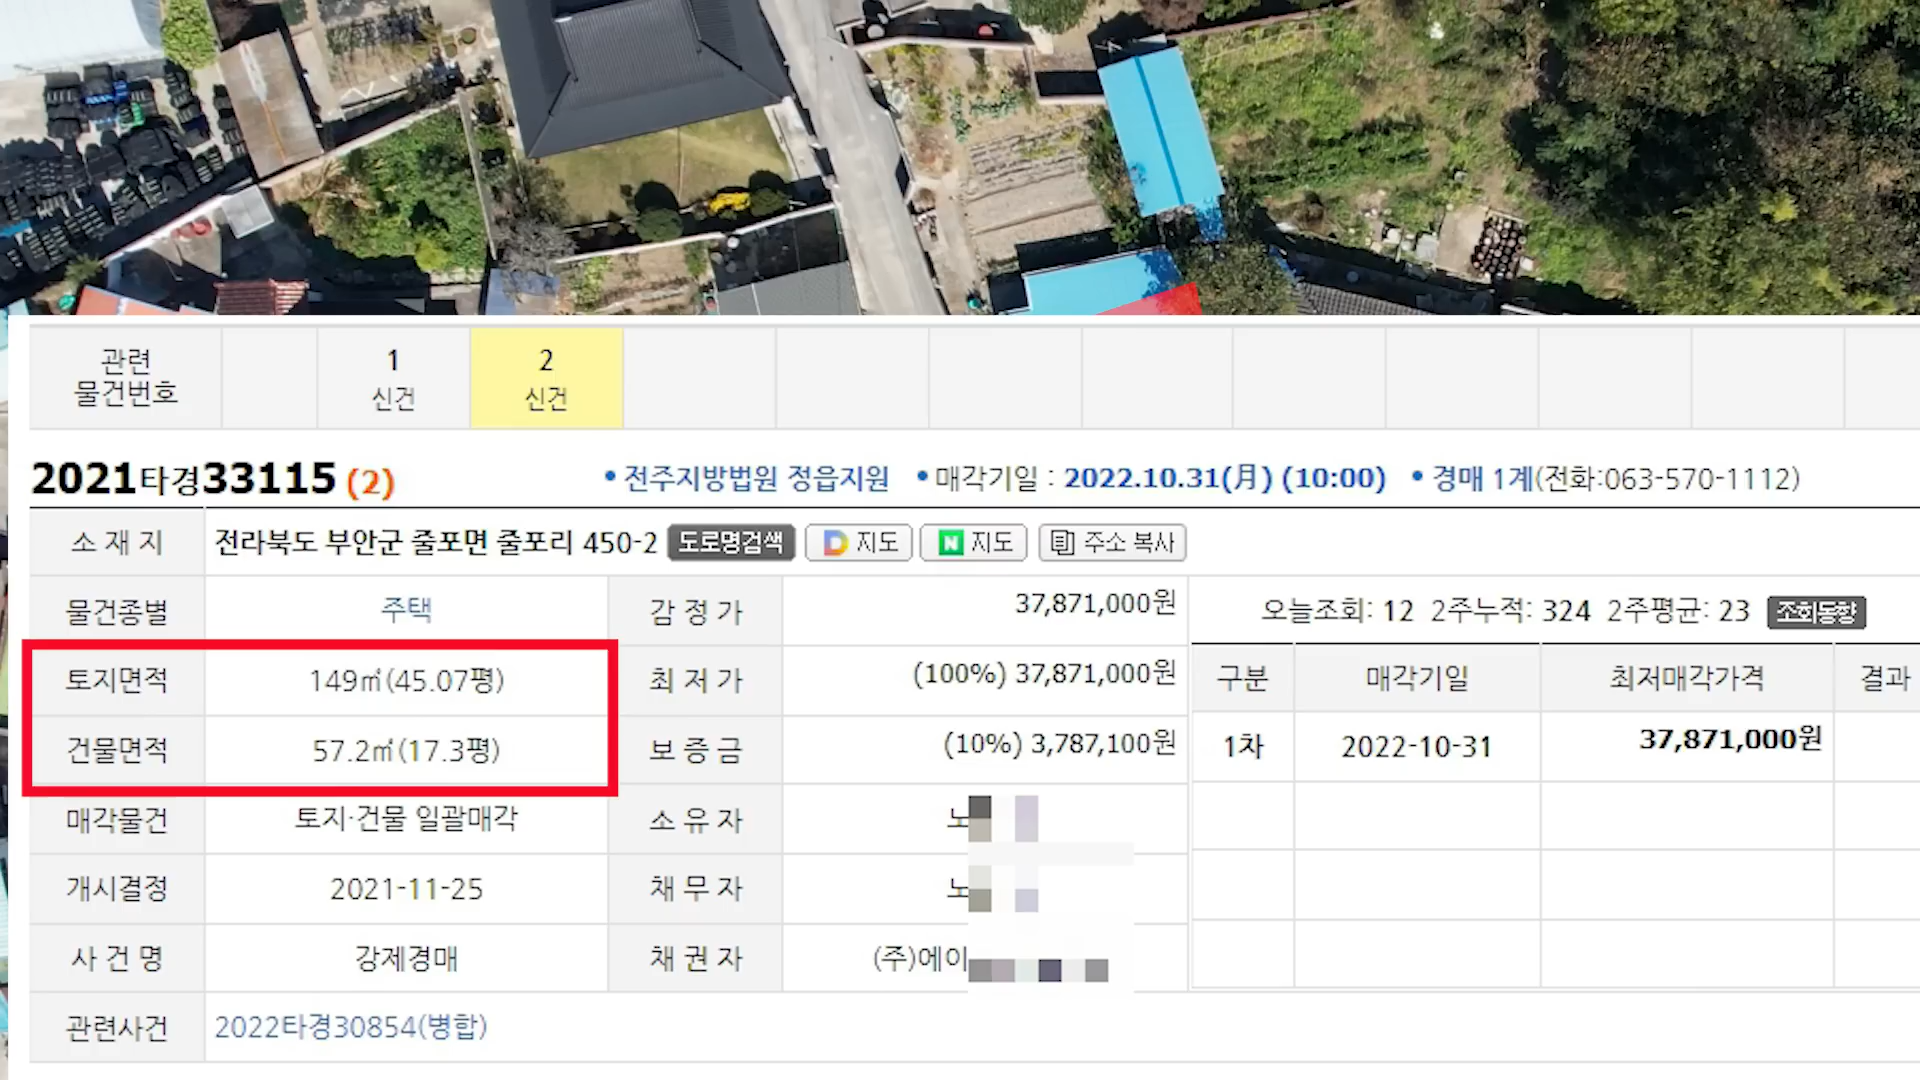 관련
물건번호
1
신건
2
신건
2021타경33115 (2)
• 전주지방법원 정읍지원 • 매각기일 : 2022.10.31(月) (10:00) • 경매 1계(전화:063-570-1112)
소 재 지 전라북도 부안군 줄포면 줄포리 450-2 도로명검색 D 지도 N 지도 주소 복사
물건종별 주택 감 정 가 37,871,000원 오늘조회: 12 2주누적: 324 2주평균: 23 조회동향
토지면적 149㎡(45.07평) 최 저 가 (100%) 37,871,000원 구분 매각기일 최저매각가격 결과
건물면적 57.2㎡(17.3평) 보 증 금 (10%) 3,787,100원 1차 2022-10-31 37,871,000원
매각물건 토지·건물 일괄매각 소 유 자 노
개시결정 2021-11-25 채 무 자 노
사 건 명 강제경매 채 권 자 (주)에이
관련사건 2022타경30854(병합)